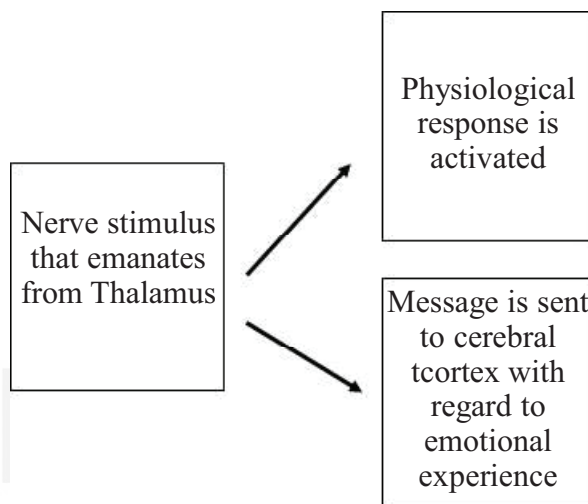 Physiological
response is
activated
Nerve stimulus
that emanates
from Thalamus
Message is sent
to cerebral
tcortex with
regard to
emotional
experience